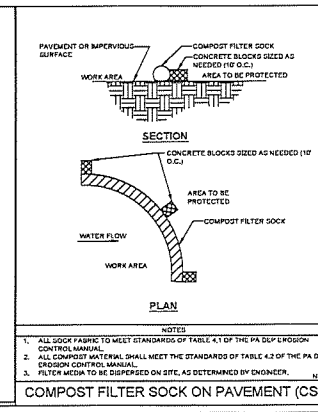 PAVEMENT OR IMPERVIOUS
SURFACE
COMPOST FILTER SOCK
CONCRETE BLOCKS SIZED AS
NEEDED (10' O.C.)
WORK AREA
AREA TO BE PROTECTED
SECTION
CONCRETE BLOCKS SIZED AS NEEDED (10'
O.C.)
AREA TO BE
PROTECTED
COMPOST FILTER SOCK
WATER FLOW
WORK AREA
PLAN
NOTES
1. ALL SOCK FABRIC TO MEET STANDARDS OF TABLE 4.1 OF THE PA DEP EROSION
CONTROL MANUAL.
2. ALL COMPOST MATERIAL SHALL MEET THE STANDARDS OF TABLE 4.2 OF THE PA D
EROSION CONTROL MANUAL.
3. FILTER MEDIA TO BE DISPERSED ON SITE, AS DETERMINED BY ENGINEER.
N
COMPOST FILTER SOCK ON PAVEMENT (CS